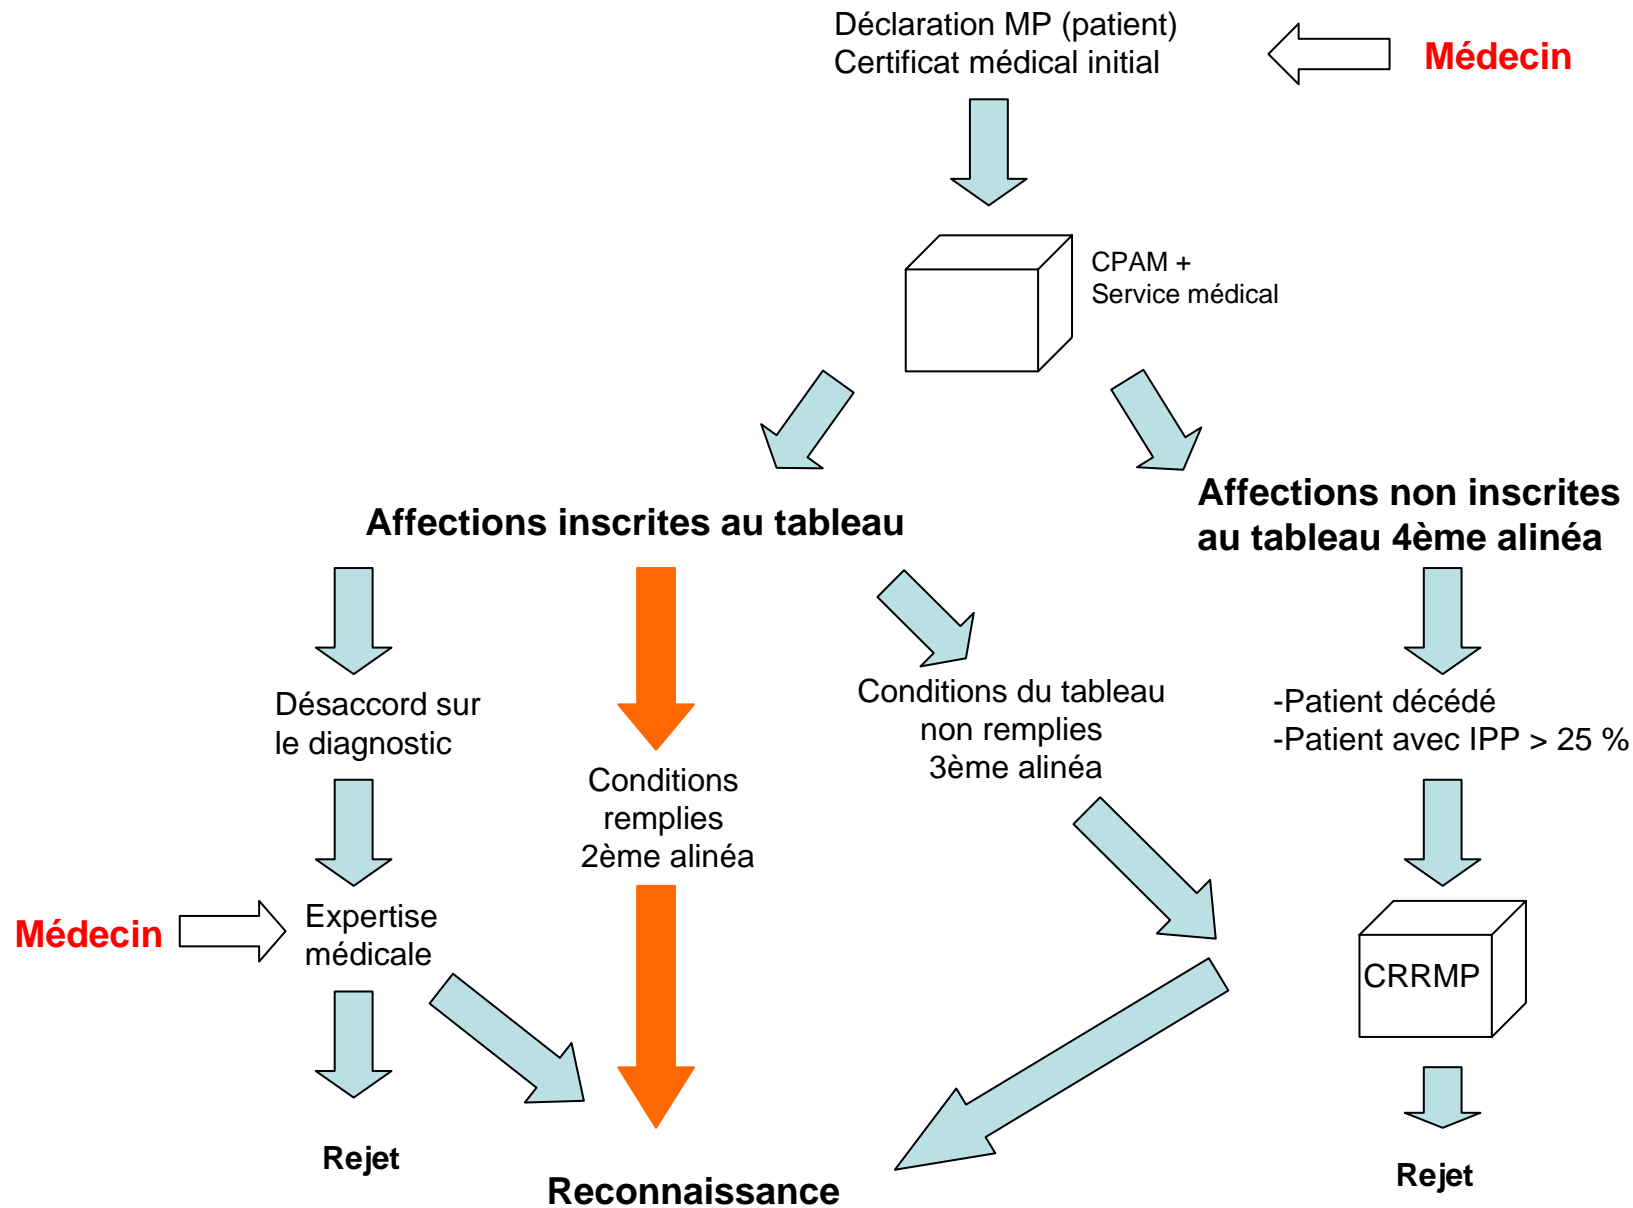 Déclaration MP (patient)
Certificat médical initial
Médecin
CPAM +
Service médical
Affections inscrites au tableau
Affections non inscrites
au tableau 4ème alinéa
Désaccord sur
le diagnostic
Conditions
remplies
2ème alinéa
Conditions du tableau
non remplies
3ème alinéa
-Patient décédé
-Patient avec IPP > 25 %
Médecin
Expertise
médicale
CRRMP
Rejet
Reconnaissance
Rejet